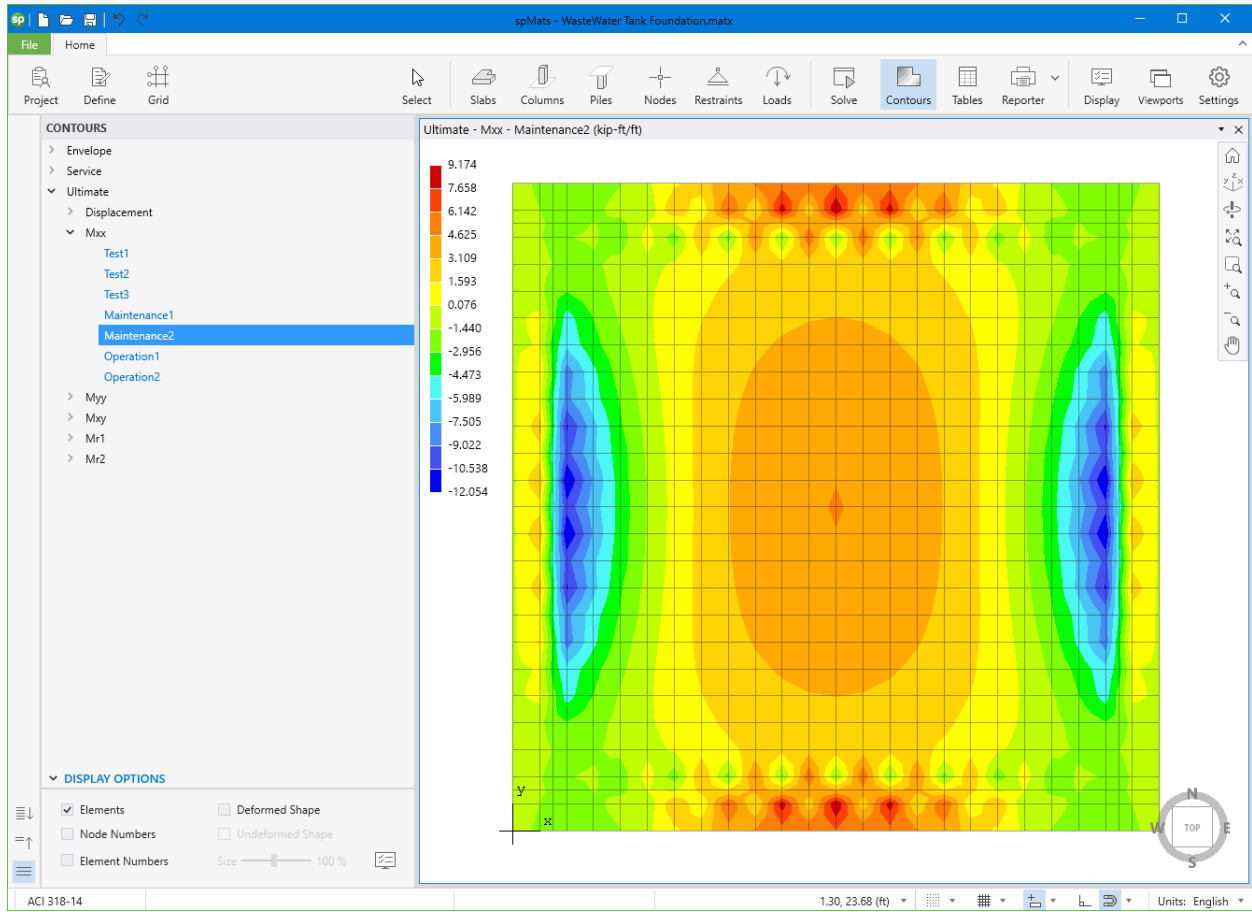 sp
spMats - WasteWater Tank Foundation.matx
File Home
Project Define Grid Select Slabs Columns Piles Nodes Restraints Loads Solve Contours Tables Reporter Display Viewports Settings
CONTOURS
Envelope
Service
Ultimate
Displacement
Mxx
Test1
Test2
Test3
Maintenance1
Maintenance2
Operation1
Operation2
Myy
Mxy
Mr1
Mr2
DISPLAY OPTIONS
Elements Deformed Shape
Node Numbers Undeformed Shape
Element Numbers Size 100 %
Ultimate - Mxx - Maintenance2 (kip-ft/ft)
9.174
7.658
6.142
4.625
3.109
1.593
0.076
-1.440
-2.956
-4.473
-5.989
-7.505
-9.022
-10.538
-12.054
y
x
y z x
N
W TOP E
S
ACI 318-14 1.30, 23.68 (ft) Units: English